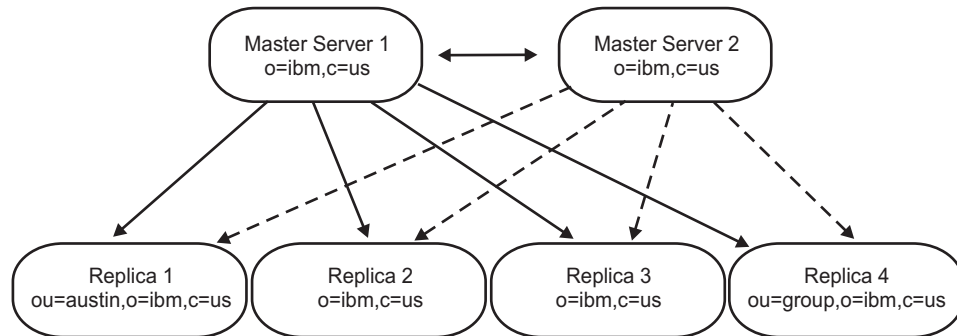 Master Server 1
o=ibm,c=us
Master Server 2
o=ibm,c=us
Replica 1
ou=austin,o=ibm,c=us
Replica 2
o=ibm,c=us
Replica 3
o=ibm,c=us
Replica 4
ou=group,o=ibm,c=us